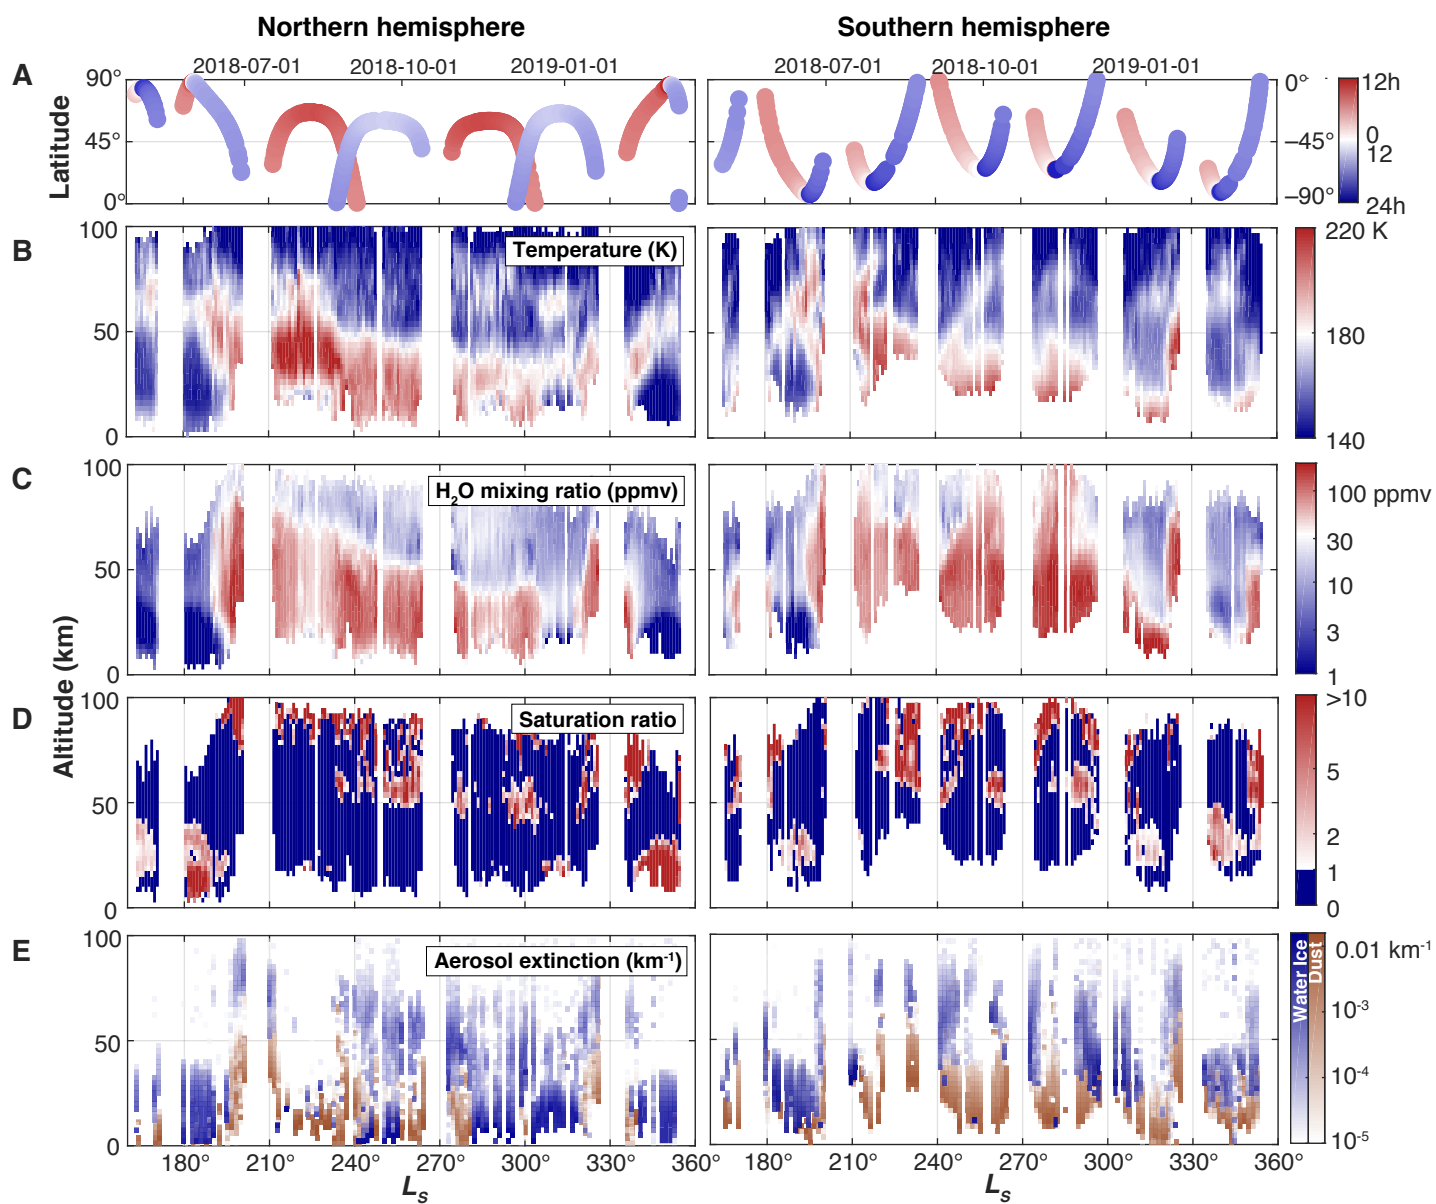 Northern hemisphere Southern hemisphere
A
2018-07-01 2018-10-01 2019-01-01
2018-07-01 2018-10-01 2019-01-01
Latitude
90°
45°
0°
0°
−45°
−90°
12h
0
12
24h
B
Temperature (K)
100
50
0
220 K
180
140
C
H₂O mixing ratio (ppmv)
100
50
0
100 ppmv
30
10
3
1
Altitude (km)
D
Saturation ratio
100
50
0
>10
5
2
1
0
E
Aerosol extinction (km⁻¹)
100
50
0
Water Ice
Dust
0.01 km⁻¹
10⁻³
10⁻⁴
10⁻⁵
180° 210° 240° 270° 300° 330° 360°
180° 210° 240° 270° 300° 330° 360°
Ls Ls